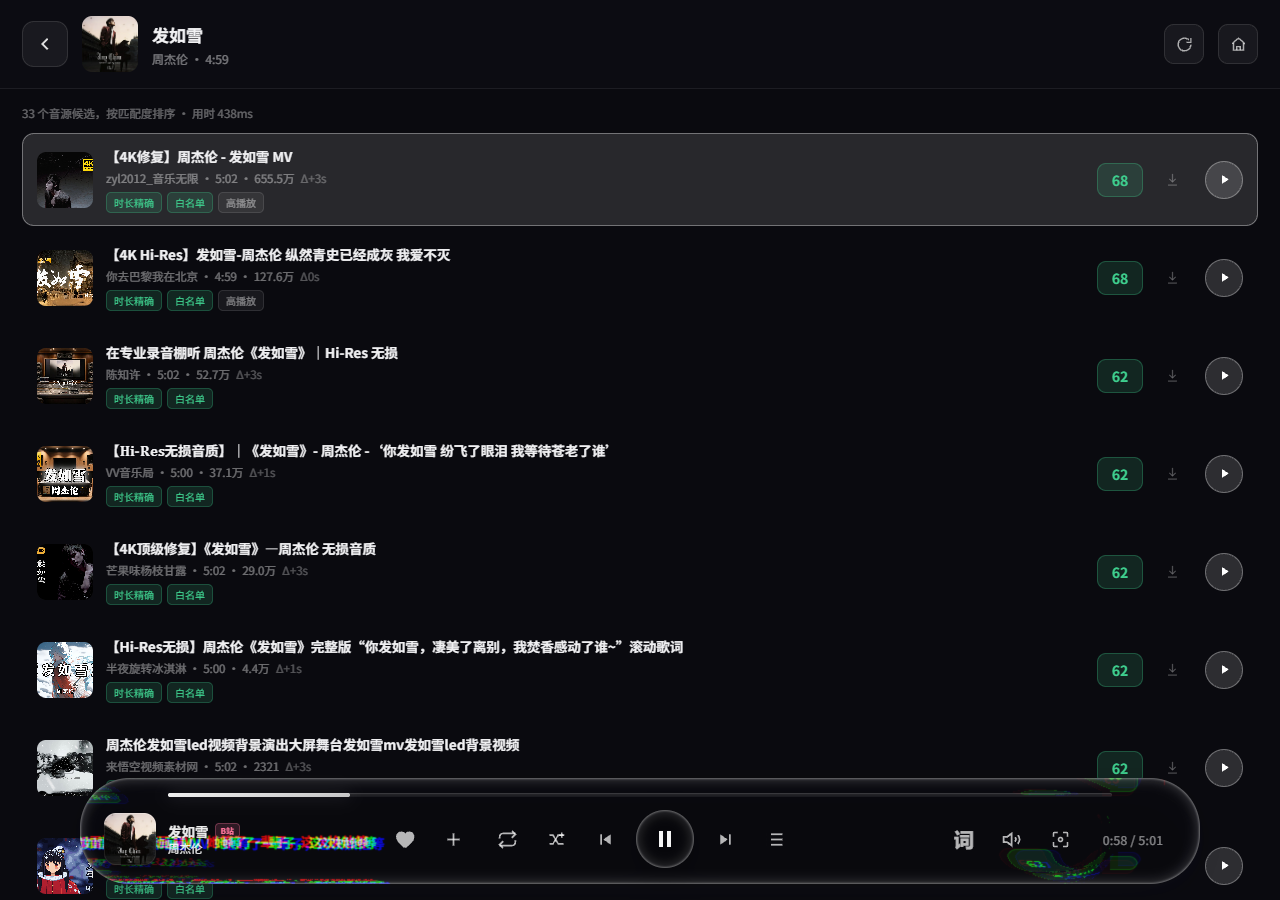 发如雪
周杰伦 • 4:59
33 个音源候选，按匹配度排序 • 用时 438ms
【4K修复】周杰伦 - 发如雪 MV
zyl2012_音乐无限 • 5:02 • 655.5万 Δ+3s
时长精确 白名单 高播放
68
【4K Hi-Res】发如雪-周杰伦 纵然青史已经成灰 我爱不灭
你去巴黎我在北京 • 4:59 • 127.6万 Δ0s
时长精确 白名单 高播放
68
在专业录音棚听 周杰伦《发如雪》｜Hi-Res 无损
陈知许 • 5:02 • 52.7万 Δ+3s
时长精确 白名单
62
【Hi-Res无损音质】｜《发如雪》- 周杰伦 -‘你发如雪 纷飞了眼泪 我等待苍老了谁’
VV音乐局 • 5:00 • 37.1万 Δ+1s
时长精确 白名单
62
【4K顶级修复】《发如雪》—周杰伦 无损音质
芒果味杨枝甘露 • 5:02 • 29.0万 Δ+3s
时长精确 白名单
62
【Hi-Res无损】周杰伦《发如雪》完整版“你发如雪，凄美了离别，我焚香感动了谁~”滚动歌词
半夜旋转冰淇淋 • 5:00 • 4.4万 Δ+1s
时长精确 白名单
62
周杰伦发如雪led视频背景演出大屏舞台发如雪mv发如雪led背景视频
来悟空视频素材网 • 5:02 • 2321 Δ+3s
62
发如雪 B站
周杰伦
词
0:58 / 5:01
时长精确 白名单